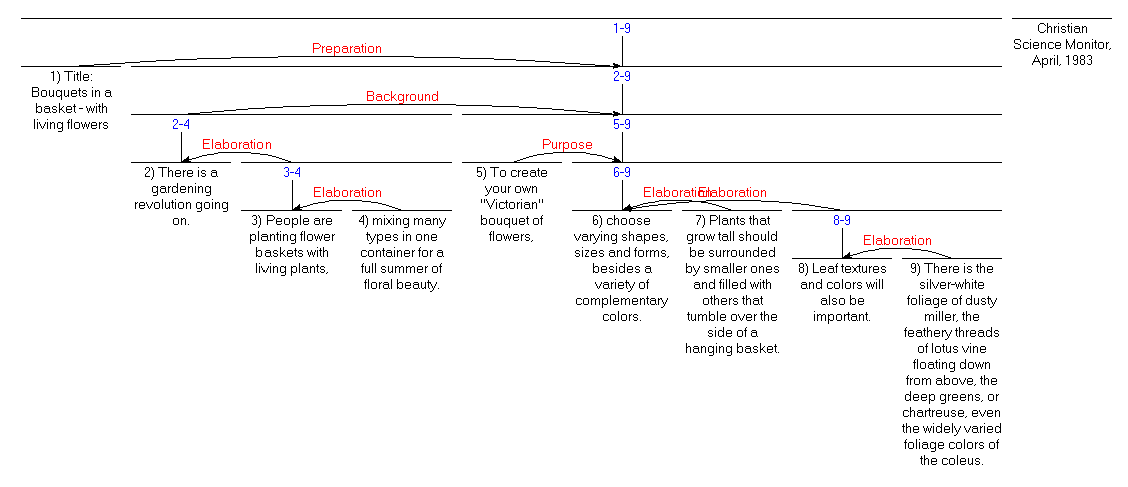 1-9
Christian
Science Monitor,
April, 1983
Preparation
1) Title:
Bouquets in a
basket - with
living flowers
2-9
Background
2-4
5-9
Elaboration
Purpose
2) There is a
gardening
revolution going
on.
3-4
5) To create
your own
"Victorian"
bouquet of
flowers,
6-9
Elaboration
Elaboration
Elaboration
3) People are
planting flower
baskets with
living plants,
4) mixing many
types in one
container for a
full summer of
floral beauty.
6) choose
varying shapes,
sizes and forms,
besides a
variety of
complementary
colors.
7) Plants that
grow tall should
be surrounded
by smaller ones
and filled with
others that
tumble over the
side of a
hanging basket.
8-9
Elaboration
8) Leaf textures
and colors will
also be
important.
9) There is the
silver-white
foliage of dusty
miller, the
feathery threads
of lotus vine
floating down
from above, the
deep greens, or
chartreuse, even
the widely varied
foliage colors of
the coleus.